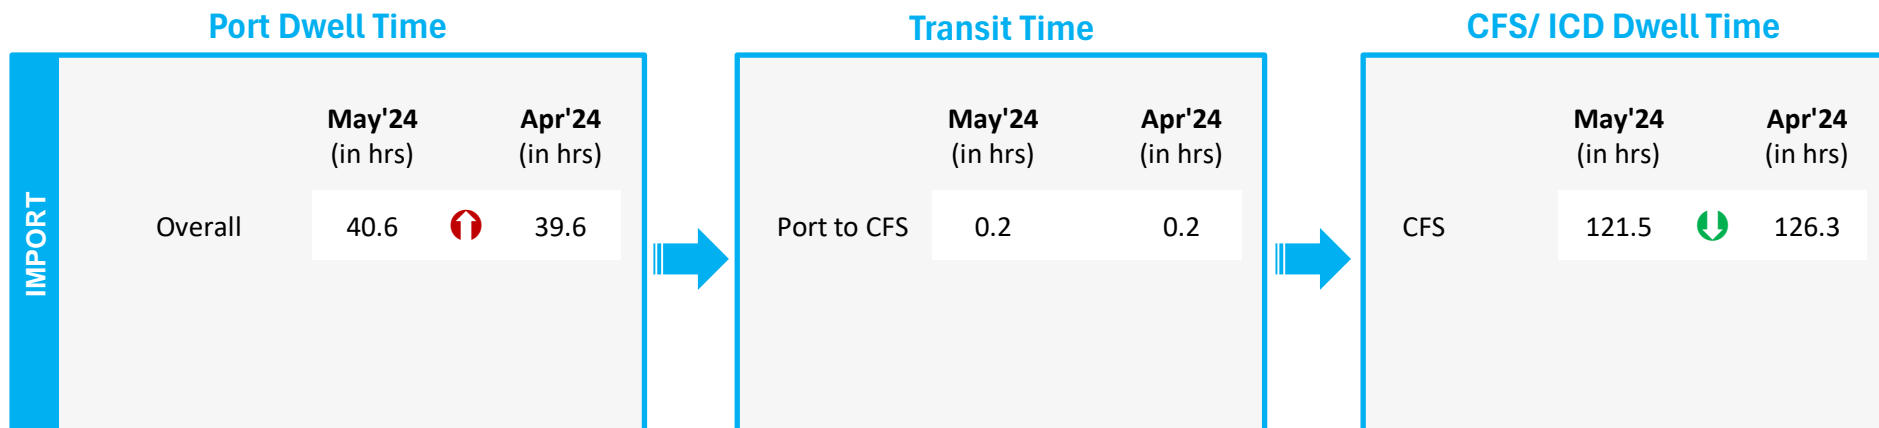 Port Dwell Time
Transit Time
CFS/ ICD Dwell Time
IMPORT
May'24 Apr'24
(in hrs) (in hrs)
Overall 40.6 39.6
May'24 Apr'24
(in hrs) (in hrs)
Port to CFS 0.2 0.2
May'24 Apr'24
(in hrs) (in hrs)
CFS 121.5 126.3